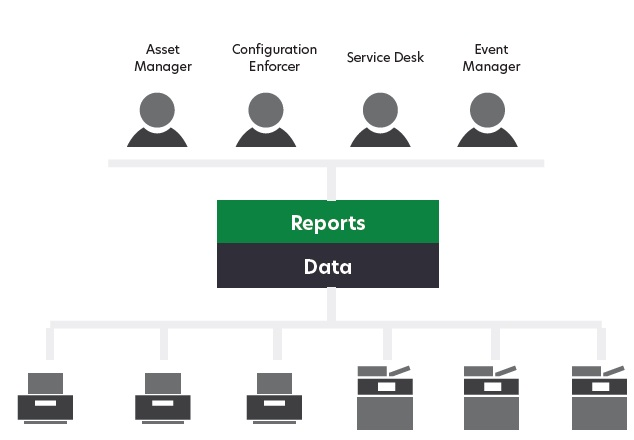 Asset
Manager
Configuration
Enforcer
Service Desk
Event
Manager
Reports
Data